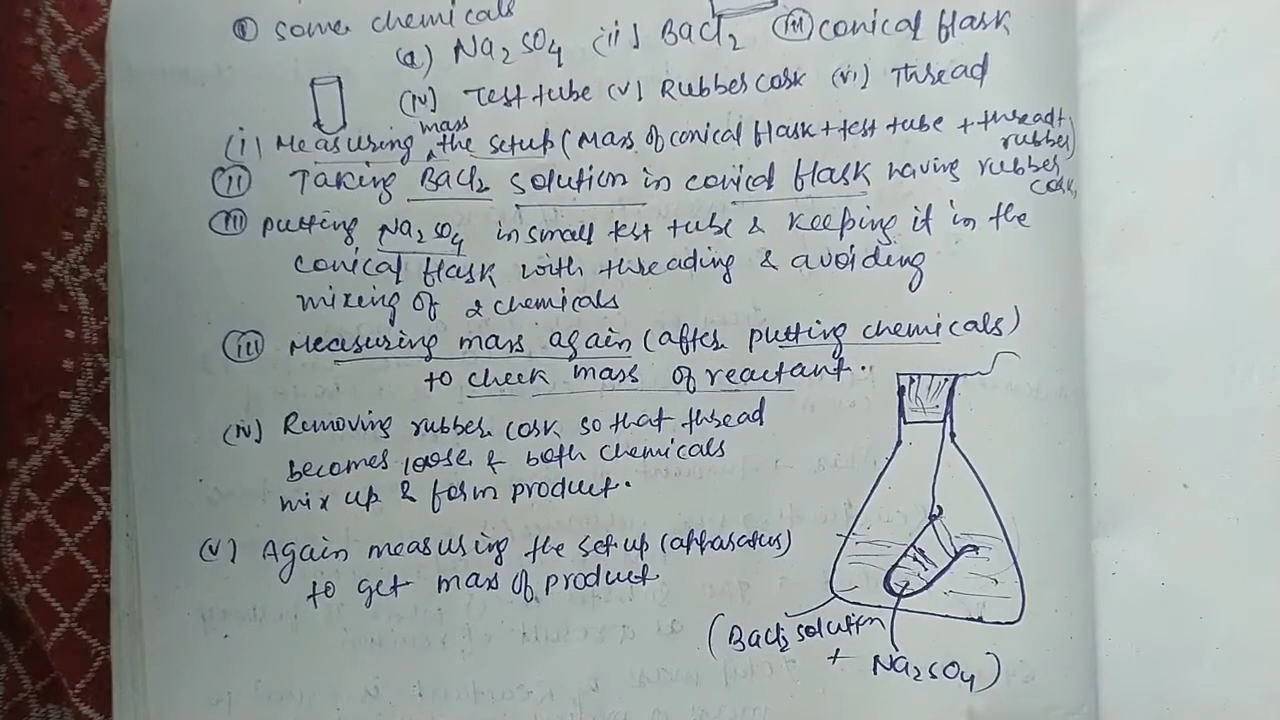 ① Some chemicals
(a) Na₂SO₄ (ii) BaCl₂ (iii) conical flask
(iv) Test tube (v) Rubber cork (vi) Thread
(i) Measuring mass the setup (Mass of conical flask + test tube + thread + rubber)
(ii) Taking BaCl₂ solution in conical flask having rubber cork,
(iii) putting Na₂SO₄ in small test tube & keeping it in the
conical flask with threading & avoiding
mixing of 2 chemicals
(iii) Measuring mass again (after putting chemicals)
to check mass of reactant.
(iv) Removing rubber cork so that thread
becomes loose & both chemicals
mix up & form product.
(v) Again measuring the setup (apparatus)
to get mass of product
(BaCl₂ solution
+ Na₂SO₄)